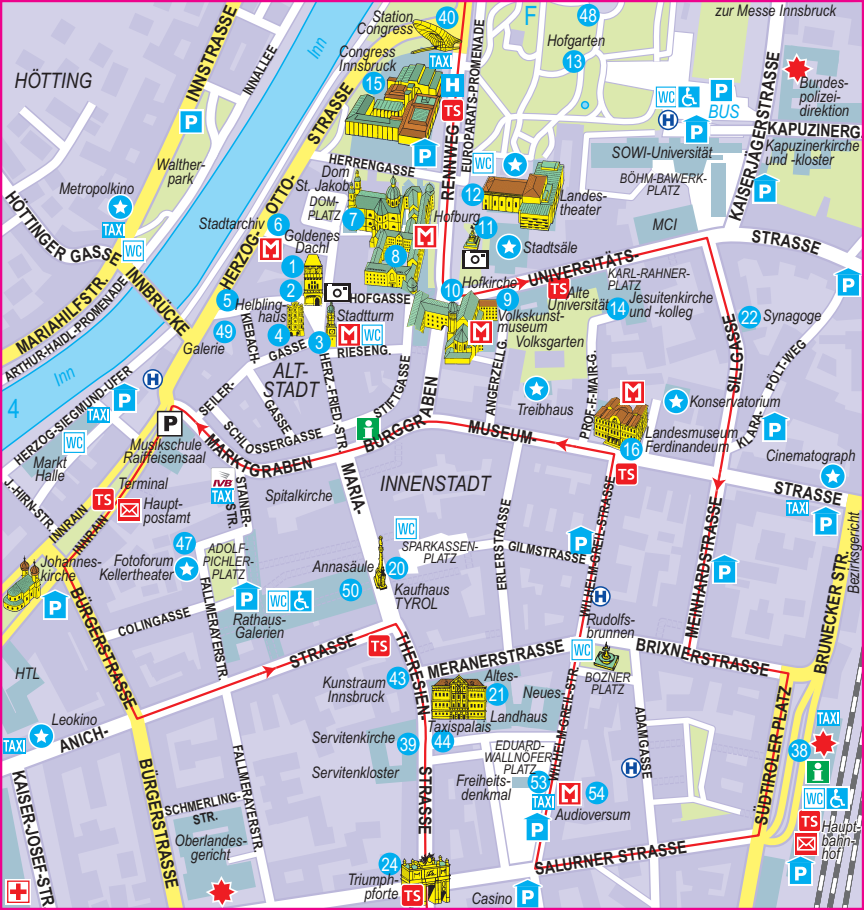 Station
Congress
40
F
48
zur Messe Innsbruck
INNSTRASSE
INNALLEE
Inn
HÖTTING
TAXI
H
TS
Congress
Innsbruck
15
Hofgarten
13
EUROPARATS-PROMENADE
RENNWEG
STRASSE
OTTO-
HERZOG-
WC
P
BUS
H
P
Bundes-
polizei-
direktion
KAISERJÄGERSTRASSE
KAPUZINERG
Kapuzinerkirche
und -kloster
P
P
Walther-
park
Metropolkino
TAXI
WC
HÖTTINGER GASSE
HERRENGASSE
Dom
St. Jakob
DOM-
PLATZ
P
WC
12
Landes-
theater
SOWI-Universität
BÖHM-BAWERK-
PLATZ
MCI
Stadtarchiv
6
M
7
Hofburg
M
8
11
Stadtsäle
STRASSE
P
Goldenes
Dachl
1
2
HOFGASSE
Hofkirche
10
9
UNIVERSITÄTS-
TS
KARL-RAHNER-
PLATZ
Alte
Universität
14
Jesuitenkirche
und -kolleg
MARIAHILFSTR.
INNBRÜCKE
ARTHUR-HAIDL-PROMENADE
5
Helbling-
haus
49
Galerie
KIEBACH-
GASSE
4
3
Stadtturm
M
WC
RIESENG.
M
Volkskunst-
museum
Volksgarten
22
Synagoge
SILLGASSE
Inn
4
ALT-
STADT
HERZ.-FRIED.-STR.
STIFTGASSE
ANGERZELLG.
PROF.-F.-MAIR-G.
Treibhaus
M
Konservatorium
KLARA-
PÖLT-WEG
HERZOG-SIEGMUND-UFER
H
P
TAXI
WC
Markt
Halle
SEILER-
GASSE
SCHLOSSERGASSE
P
Musikschule
Raiffeisensaal
MARKTGRABEN
i
BURGGRABEN
MUSEUM-
16
TS
Landesmuseum
Ferdinandeum
P
Cinematograph
STRASSE
TAXI
P
J.-HIRN-STR.
Terminal
TS
Haupt-
postamt
INNRAIN
INNRAIN
IVB
TAXI
STAINER-
STR.
Spitalkirche
MARIA-
INNENSTADT
WC
SPARKASSEN-
PLATZ
ERLERSTRASSE
GILMSTRASSE
P
WILHELM-GREIL-STRASSE
MEINHARDSTRASSE
P
BRUNECKER STR.
Bezirksgericht
Johannes-
kirche
P
47
Fotoforum
Kellertheater
ADOLF-
PICHLER-
PLATZ
FALLMERAYERSTR.
P
WC
Rathaus-
Galerien
Annasäule
50
20
Kaufhaus
TYROL
H
BÜRGERSTRASSE
COLINGASSE
HTL
Leokino
TAXI
ANICH-
STRASSE
TS
THERESIEN-
MERANERSTRASSE
Rudolfs-
brunnen
WC
BOZNER
PLATZ
BRIXNERSTRASSE
Kunstraum
Innsbruck
43
Altes-
21
Neues-
Landhaus
Taxispalais
44
Servitenkirche
39
Servitenkloster
STRASSE
EDUARD-
WALLNÖFER
PLATZ
WILHELM-GREIL-STR.
ADAMGASSE
H
Freiheits-
denkmal
53
TAXI
M
54
Audioversum
P
SÜDTIROLER PLATZ
TAXI
38
i
WC
TS
Haupt-
bahn-
hof
P
KAISER-JOSEF-STR
BÜRGERSTRASSE
SCHMERLING-
STR.
FALLMERAYERSTR.
Oberlandes-
gericht
24
Triumph-
pforte
TS
SALURNER STRASSE
Casino
P